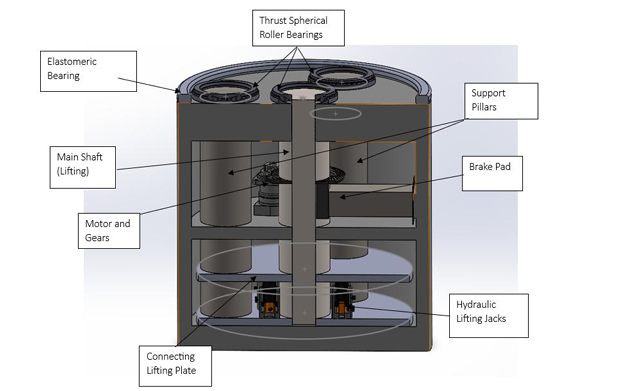 Thrust Spherical
Roller Bearings
Elastomeric
Bearing
Support
Pillars
Main Shaft
(Lifting)
Brake Pad
Motor and
Gears
Hydraulic
Lifting Jacks
Connecting
Lifting Plate